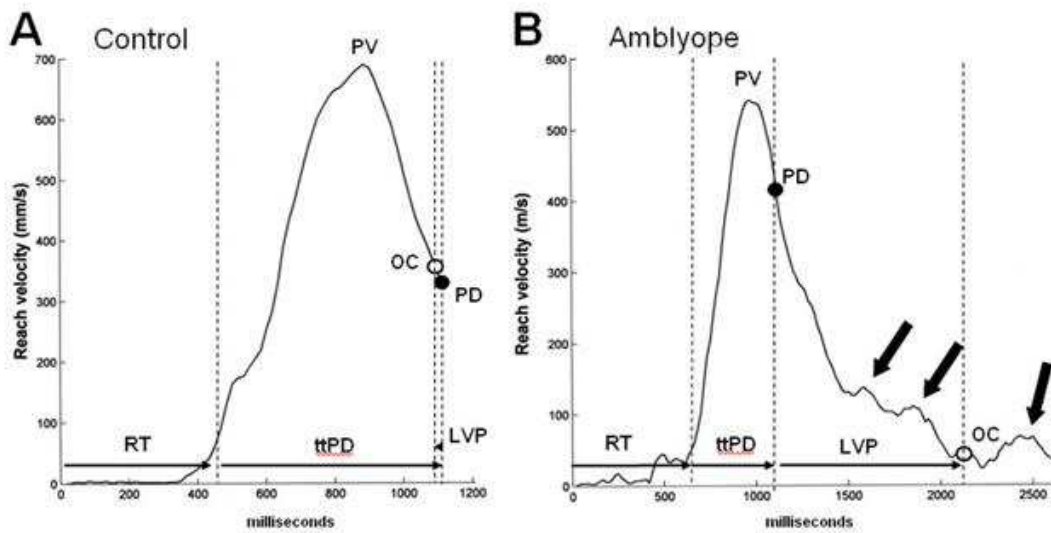 A Control
700
600
500
400
300
200
100
0
Reach velocity (mm/s)
PV
OC
PD
RT
ttPD
LVP
0 200 400 600 800 1000 1200
milliseconds
B Amblyope
600
500
400
300
200
100
0
Reach velocity (m/s)
PV
PD
OC
RT
ttPD
LVP
0 500 1000 1500 2000 2500
milliseconds